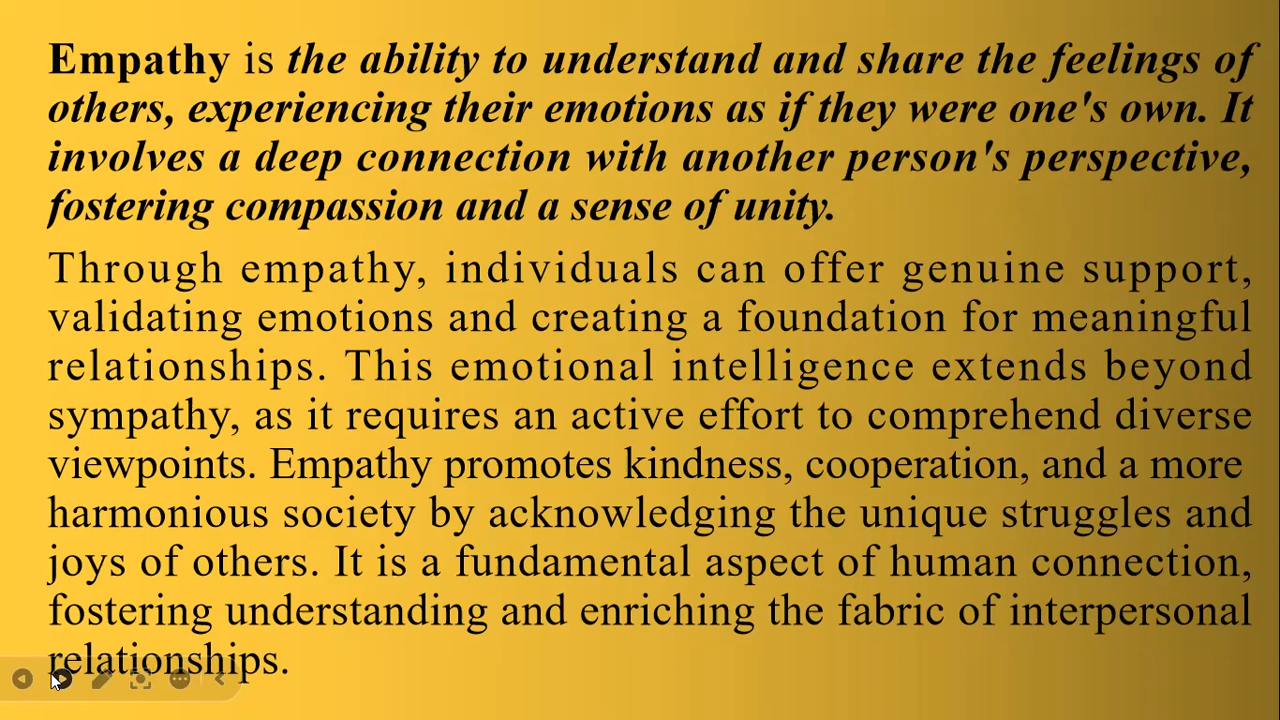 Empathy is the ability to understand and share the feelings of
others, experiencing their emotions as if they were one's own. It
involves a deep connection with another person's perspective,
fostering compassion and a sense of unity.
Through empathy, individuals can offer genuine support,
validating emotions and creating a foundation for meaningful
relationships. This emotional intelligence extends beyond
sympathy, as it requires an active effort to comprehend diverse
viewpoints. Empathy promotes kindness, cooperation, and a more
harmonious society by acknowledging the unique struggles and
joys of others. It is a fundamental aspect of human connection,
fostering understanding and enriching the fabric of interpersonal
relationships.